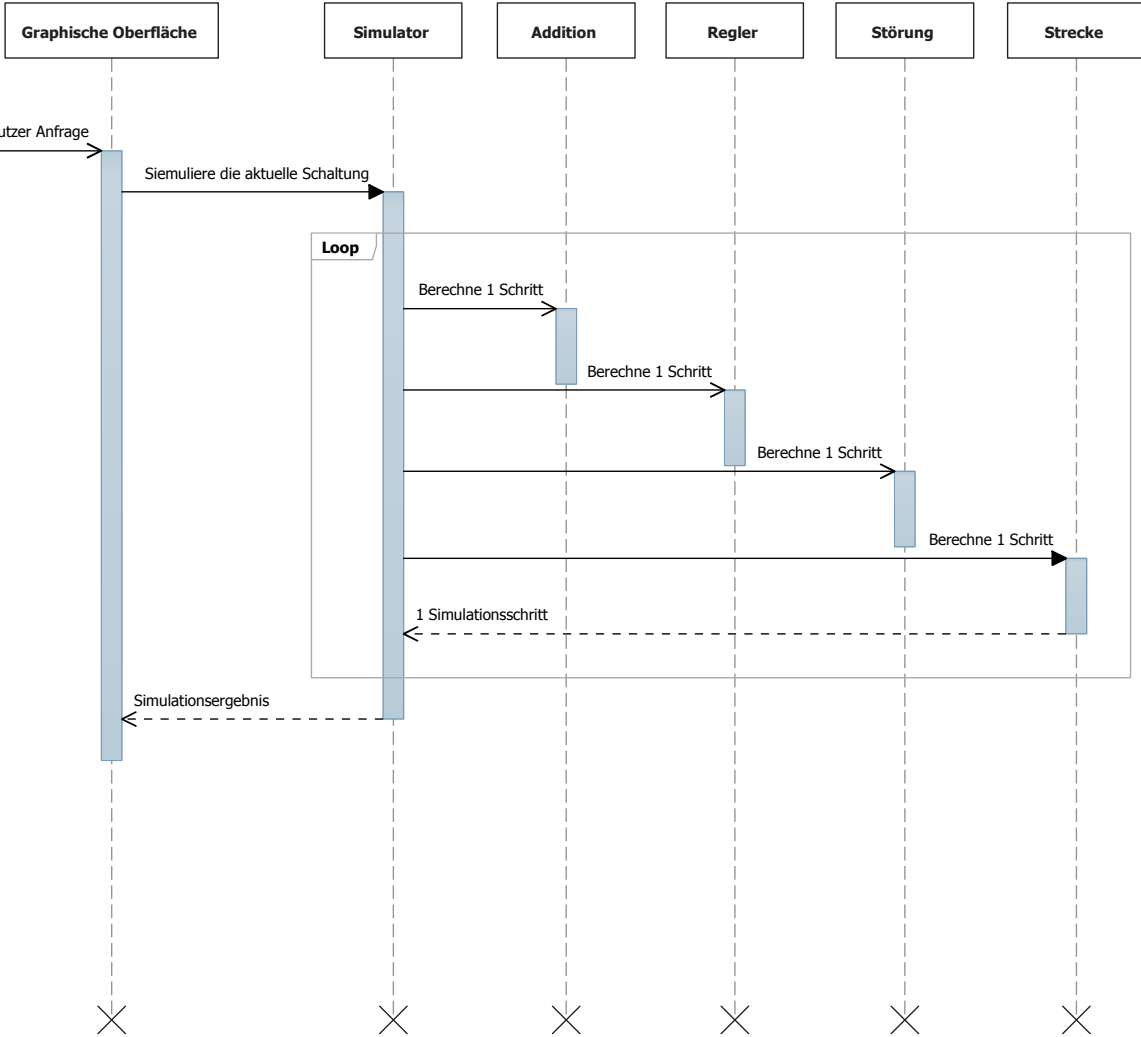 Graphische Oberfläche
Simulator
Addition
Regler
Störung
Strecke
Anfrage
Siemuliere die aktuelle Schaltung
Loop
Berechne 1 Schritt
Berechne 1 Schritt
Berechne 1 Schritt
Berechne 1 Schritt
1 Simulationsschritt
Simulationsergebnis